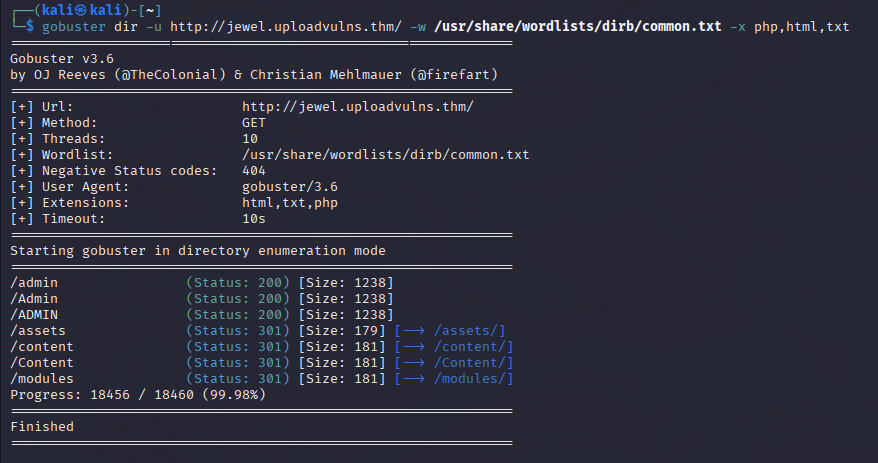 ┌──(kali㉿kali)-[~]
└─$ gobuster dir -u http://jewel.uploadvulns.thm/ -w /usr/share/wordlists/dirb/common.txt -x php,html,txt
===============================================================
Gobuster v3.6
by OJ Reeves (@TheColonial) & Christian Mehlmauer (@firefart)
===============================================================
[+] Url:                     http://jewel.uploadvulns.thm/
[+] Method:                  GET
[+] Threads:                 10
[+] Wordlist:                /usr/share/wordlists/dirb/common.txt
[+] Negative Status codes:   404
[+] User Agent:              gobuster/3.6
[+] Extensions:              html,txt,php
[+] Timeout:                 10s
===============================================================
Starting gobuster in directory enumeration mode
===============================================================
/admin                (Status: 200) [Size: 1238]
/Admin                (Status: 200) [Size: 1238]
/ADMIN                (Status: 200) [Size: 1238]
/assets               (Status: 301) [Size: 179] [--> /assets/]
/content              (Status: 301) [Size: 181] [--> /content/]
/Content              (Status: 301) [Size: 181] [--> /Content/]
/modules              (Status: 301) [Size: 181] [--> /modules/]
Progress: 18456 / 18460 (99.98%)
===============================================================
Finished
===============================================================